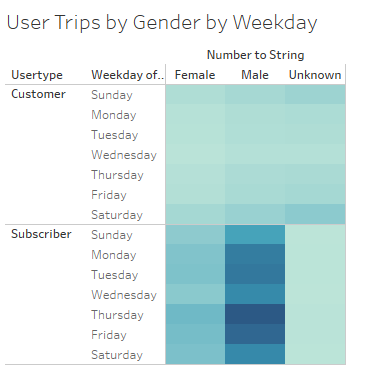 User Trips by Gender by Weekday
Number to String
Usertype Weekday of.. Female Male Unknown
Customer Sunday
Monday
Tuesday
Wednesday
Thursday
Friday
Saturday
Subscriber Sunday
Monday
Tuesday
Wednesday
Thursday
Friday
Saturday